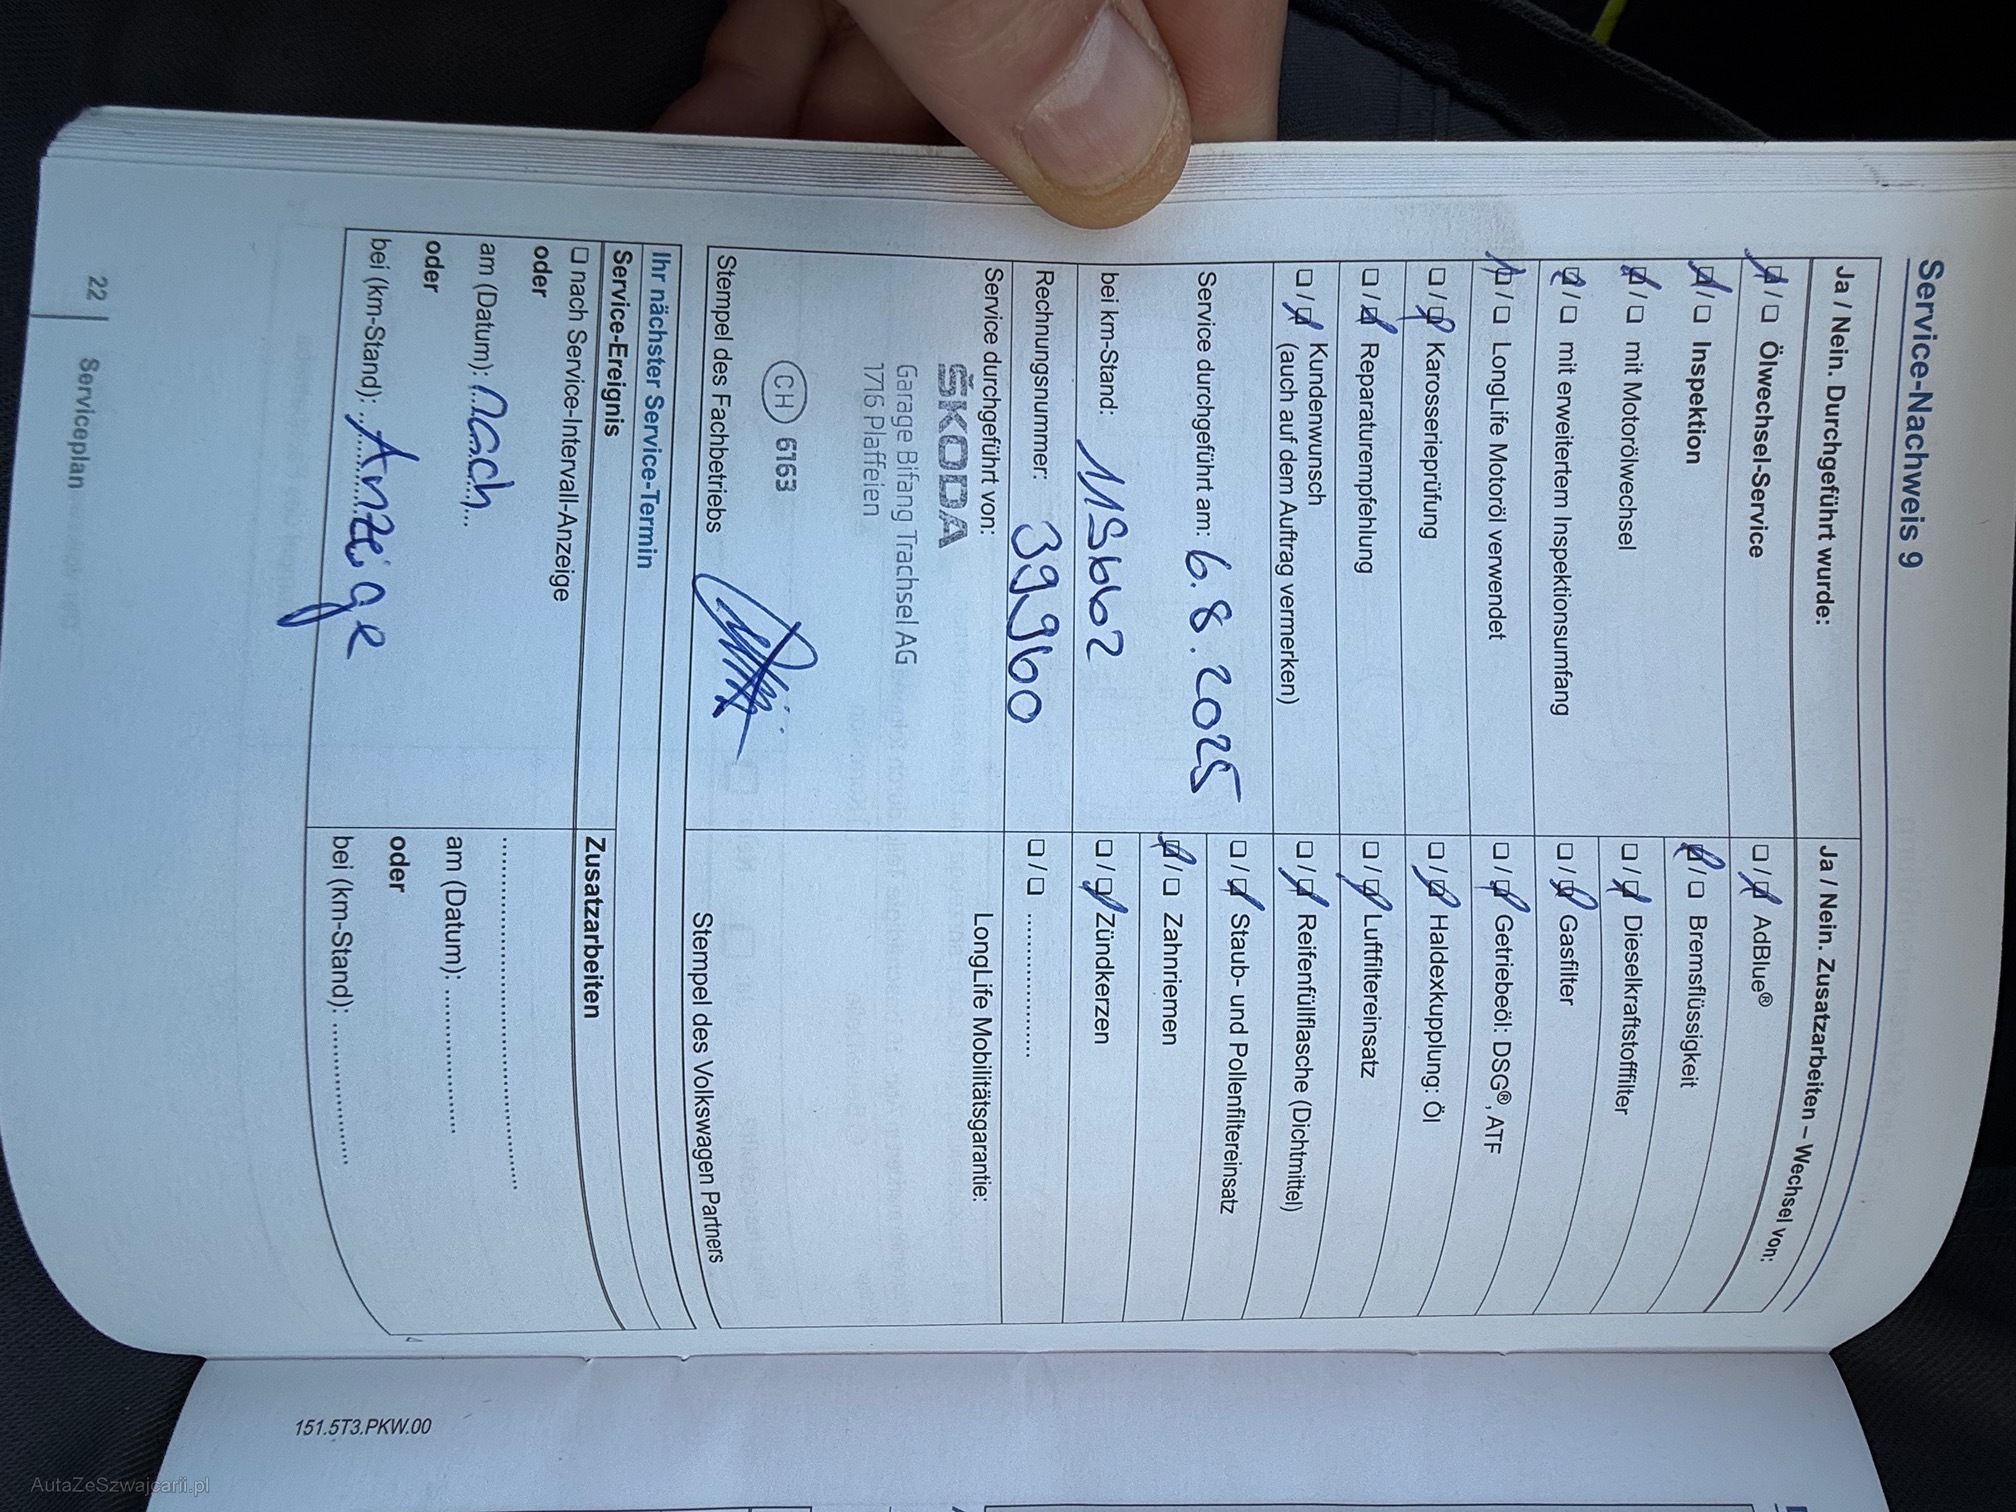 Service-Nachweis 9
Ja / Nein. Durchgeführt wurde:
☑ / ☐ Ölwechsel-Service
☑ / ☐ Inspektion
☑ / ☐ mit Motorölwechsel
☑ / ☐ mit erweitertem Inspektionsumfang
☑ / ☐ LongLife Motoröl verwendet
☐ / ☑ Karosserieprüfung
☐ / ☑ Reparaturempfehlung
☐ / ☑ Kundenwunsch
(auch auf dem Auftrag vermerken)
Service durchgeführt am: 6.8.2025
bei km-Stand: 115662
Rechnungsnummer: 39960
Service durchgeführt von:
ŠKODA
Garage Bifang Trachsel AG
1716 Plaffeien
CH 6163
Stempel des Fachbetriebs
Ja / Nein. Zusatzarbeiten – Wechsel von:
☐ / ☑ AdBlue®
☑ / ☐ Bremsflüssigkeit
☐ / ☑ Dieselkraftstofffilter
☐ / ☑ Gasfilter
☐ / ☑ Getriebeöl: DSG®, ATF
☐ / ☑ Haldexkupplung: Öl
☐ / ☑ Luftfiltereinsatz
☐ / ☑ Reifenfüllflasche (Dichtmittel)
☐ / ☑ Staub- und Pollenfiltereinsatz
☑ / ☐ Zahnriemen
☐ / ☑ Zündkerzen
☐ / ☐ ..................
LongLife Mobilitätsgarantie:
Stempel des Volkswagen Partners
Ihr nächster Service-Termin
Service-Ereignis
☐ nach Service-Intervall-Anzeige
oder
am (Datum): nach
oder
bei (km-Stand): Anzeige
Zusatzarbeiten
am (Datum): ..................
oder
bei (km-Stand): ..................
22 Serviceplan
151.5T3.PKW.00
AutaZeSzwajcarii.pl